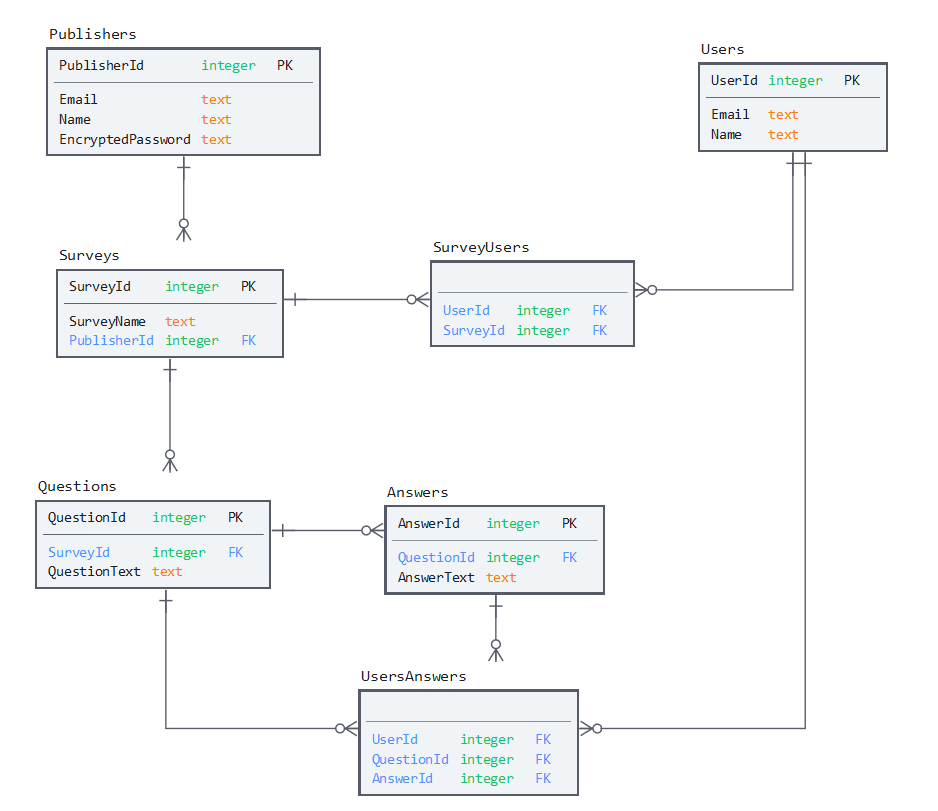 Publishers
PublisherId integer PK
Email text
Name text
EncryptedPassword text
Users
UserId integer PK
Email text
Name text
Surveys
SurveyId integer PK
SurveyName text
PublisherId integer FK
SurveyUsers
UserId integer FK
SurveyId integer FK
Questions
QuestionId integer PK
SurveyId integer FK
QuestionText text
Answers
AnswerId integer PK
QuestionId integer FK
AnswerText text
UsersAnswers
UserId integer FK
QuestionId integer FK
AnswerId integer FK